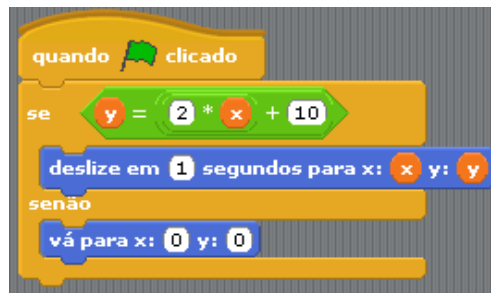 quando clicado
se y = 2 * x + 10
deslize em 1 segundos para x: x y: y
senão
vá para x: 0 y: 0